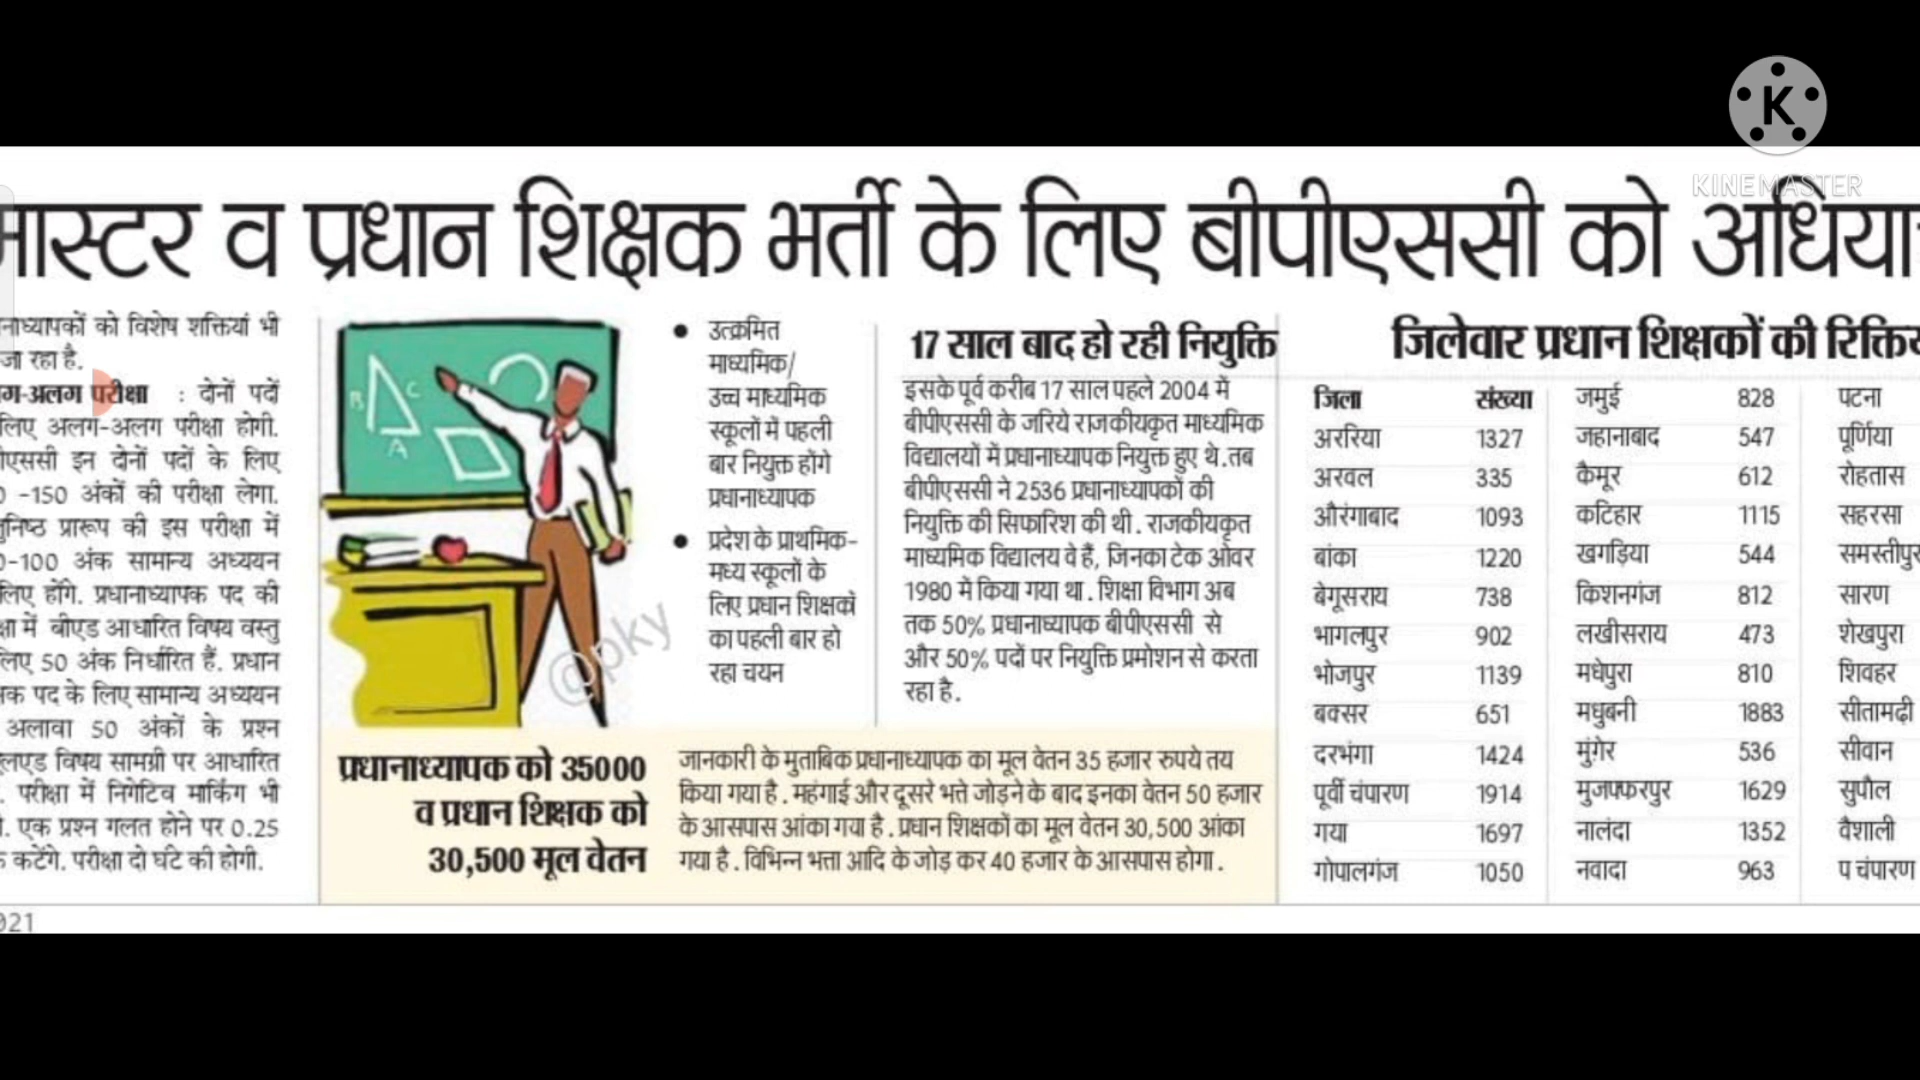 K
KINEMASTER
मास्टर व प्रधान शिक्षक भर्ती के लिए बीपीएससी को
नाध्यापकों को विशेष शक्तियां भी
जा रहा है.
ग-अलग परीक्षा : दोनों पदों
लिए अलग-अलग परीक्षा होगी.
इन दोनों पदों के लिए
-150 अंकों की परीक्षा लेगा.
प्रारूप की इस परीक्षा में
0-100 अंक सामान्य अध्ययन
लिए होंगे. प्रधानाध्यापक पद की
में बीएड आधारित विषय वस्तु
लिए 50 अंक निर्धारित हैं. प्रधान
पद के लिए सामान्य अध्ययन
अलावा 50 अंकों के प्रश्न
विषय सामग्री पर आधारित
. परीक्षा में निगेटिव मार्किंग भी
. एक प्रश्न गलत होने पर 0.25
कटेंगे. परीक्षा दो घंटे की होगी.
021
B
C
A
@pky
• उत्क्रमित
माध्यमिक/
उच्च माध्यमिक
स्कूलों में पहली
बार नियुक्त होंगे
प्रधानाध्यापक
• प्रदेश के प्राथमिक-
मध्य स्कूलों के
लिए प्रधान शिक्षकों
का पहली बार हो
रहा चयन
17 साल बाद हो रही नियुक्ति
इसके पूर्व करीब 17 साल पहले 2004 में
बीपीएससी के जरिये राजकीयकृत माध्यमिक
विद्यालयों में प्रधानाध्यापक नियुक्त हुए थे. तब
बीपीएससी ने 2536 प्रधानाध्यापकों की
नियुक्ति की सिफारिश की थी. राजकीयकृत
माध्यमिक विद्यालय वे हैं, जिनका टेक ओवर
1980 में किया गया था. शिक्षा विभाग अब
तक 50% प्रधानाध्यापक बीपीएससी से
और 50% पदों पर नियुक्ति प्रमोशन से करता
रहा है.
प्रधानाध्यापक को 35000
व प्रधान शिक्षक को
30,500 मूल वेतन
जानकारी के मुताबिक प्रधानाध्यापक का मूल वेतन 35 हजार रुपये तय
किया गया है. महंगाई और दूसरे भत्ते जोड़ने के बाद इनका वेतन 50 हजार
के आसपास आंका गया है. प्रधान शिक्षकों का मूल वेतन 30,500 आंका
गया है. विभिन्न भत्ता आदि के जोड़ कर 40 हजार के आसपास होगा.
जिलेवार प्रधान शिक्षकों की
जिला संख्या
अररिया 1327
अरवल 335
औरंगाबाद 1093
बांका 1220
बेगूसराय 738
भागलपुर 902
भोजपुर 1139
बक्सर 651
दरभंगा 1424
पूर्वी चंपारण 1914
गया 1697
गोपालगंज 1050
जमुई 828
जहानाबाद 547
कैमूर 612
कटिहार 1115
खगड़िया 544
किशनगंज 812
लखीसराय 473
मधेपुरा 810
मधुबनी 1883
मुंगेर 536
मुजफ्फरपुर 1629
नालंदा 1352
नवादा 963
पटना
पूर्णिया
रोहतास
सहरसा
समस्तीपुर
सारण
शेखपुरा
शिवहर
सीतामढ़ी
सीवान
सुपौल
वैशाली
प चंपारण